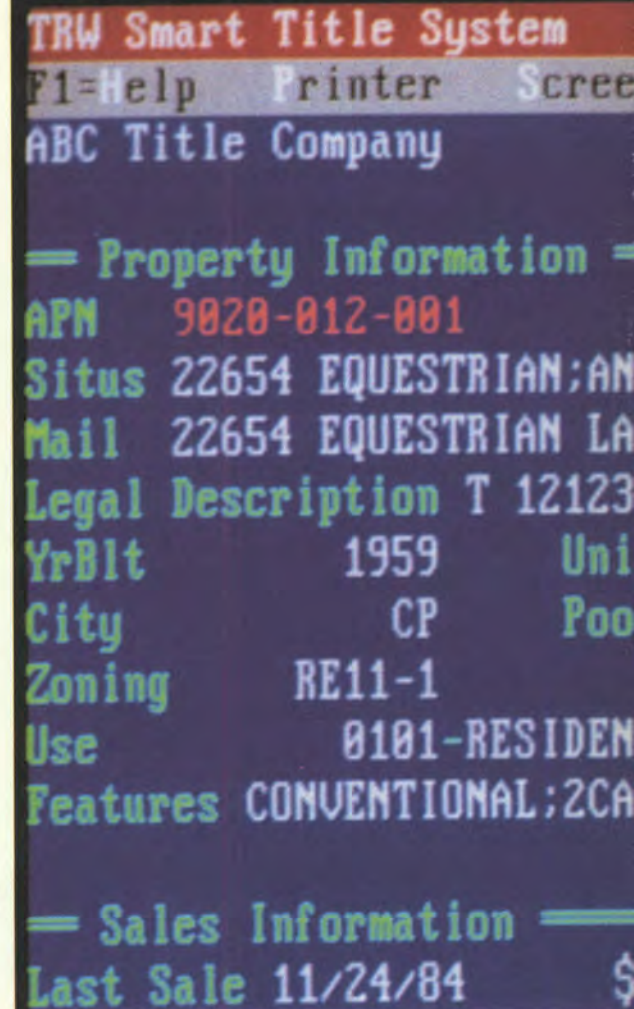 TRW Smart Title System
F1=Help Printer Scree
ABC Title Company
Property Information
APN 9020-012-001
Situs 22654 EQUESTRIAN;AN
Mail 22654 EQUESTRIAN LA
Legal Description T 12123
YrBlt 1959 Uni
City CP Poo
Zoning RE11-1
Use 0101-RESIDEN
Features CONVENTIONAL;2CA
Sales Information
Last Sale 11/24/84 $